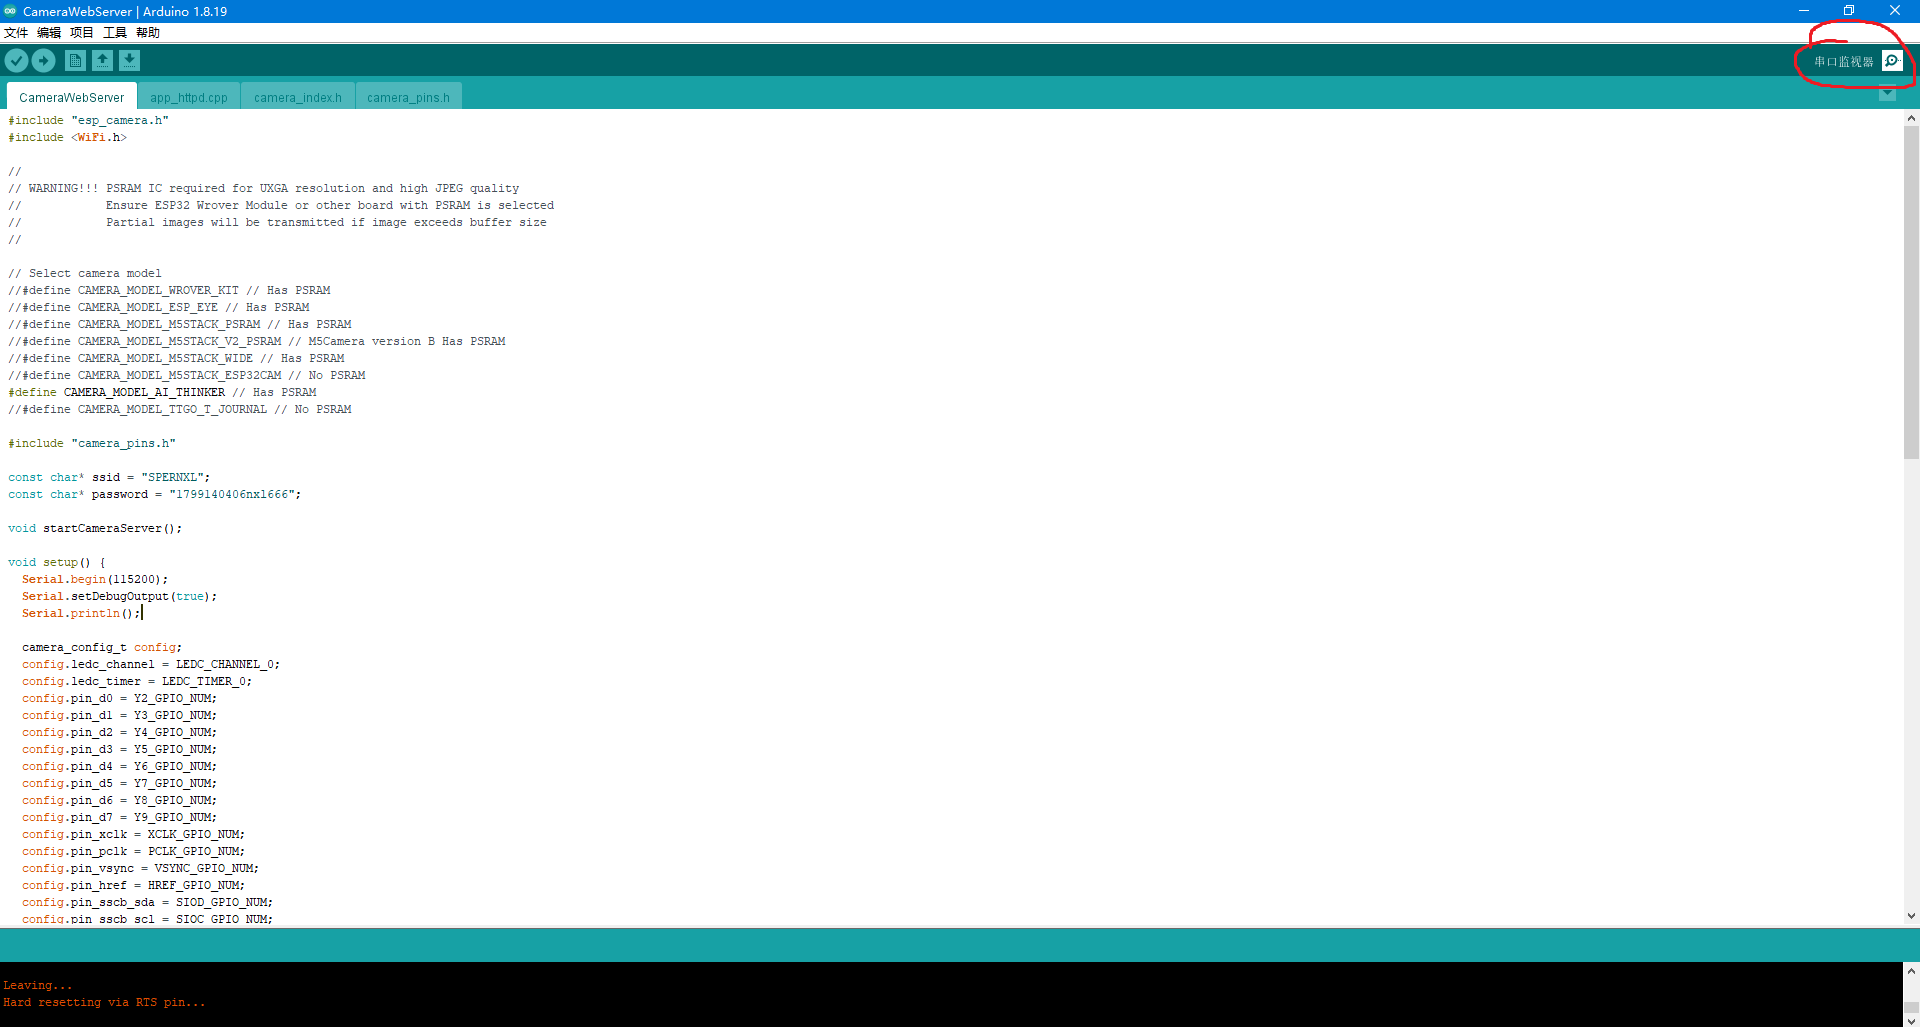 CameraWebServer | Arduino 1.8.19
文件 编辑 项目 工具 帮助
串口监视器
CameraWebServer app_httpd.cpp camera_index.h camera_pins.h
#include "esp_camera.h"
#include <WiFi.h>
//
// WARNING!!! PSRAM IC required for UXGA resolution and high JPEG quality
//            Ensure ESP32 Wrover Module or other board with PSRAM is selected
//            Partial images will be transmitted if image exceeds buffer size
//
// Select camera model
//#define CAMERA_MODEL_WROVER_KIT // Has PSRAM
//#define CAMERA_MODEL_ESP_EYE // Has PSRAM
//#define CAMERA_MODEL_M5STACK_PSRAM // Has PSRAM
//#define CAMERA_MODEL_M5STACK_V2_PSRAM // M5Camera version B Has PSRAM
//#define CAMERA_MODEL_M5STACK_WIDE // Has PSRAM
//#define CAMERA_MODEL_M5STACK_ESP32CAM // No PSRAM
#define CAMERA_MODEL_AI_THINKER // Has PSRAM
//#define CAMERA_MODEL_TTGO_T_JOURNAL // No PSRAM
#include "camera_pins.h"
const char* ssid = "SPERNXL";
const char* password = "1799140406nxl666";
void startCameraServer();
void setup() {
  Serial.begin(115200);
  Serial.setDebugOutput(true);
  Serial.println();
  camera_config_t config;
  config.ledc_channel = LEDC_CHANNEL_0;
  config.ledc_timer = LEDC_TIMER_0;
  config.pin_d0 = Y2_GPIO_NUM;
  config.pin_d1 = Y3_GPIO_NUM;
  config.pin_d2 = Y4_GPIO_NUM;
  config.pin_d3 = Y5_GPIO_NUM;
  config.pin_d4 = Y6_GPIO_NUM;
  config.pin_d5 = Y7_GPIO_NUM;
  config.pin_d6 = Y8_GPIO_NUM;
  config.pin_d7 = Y9_GPIO_NUM;
  config.pin_xclk = XCLK_GPIO_NUM;
  config.pin_pclk = PCLK_GPIO_NUM;
  config.pin_vsync = VSYNC_GPIO_NUM;
  config.pin_href = HREF_GPIO_NUM;
  config.pin_sscb_sda = SIOD_GPIO_NUM;
  config.pin_sscb_scl = SIOC_GPIO_NUM;
Leaving...
Hard resetting via RTS pin...